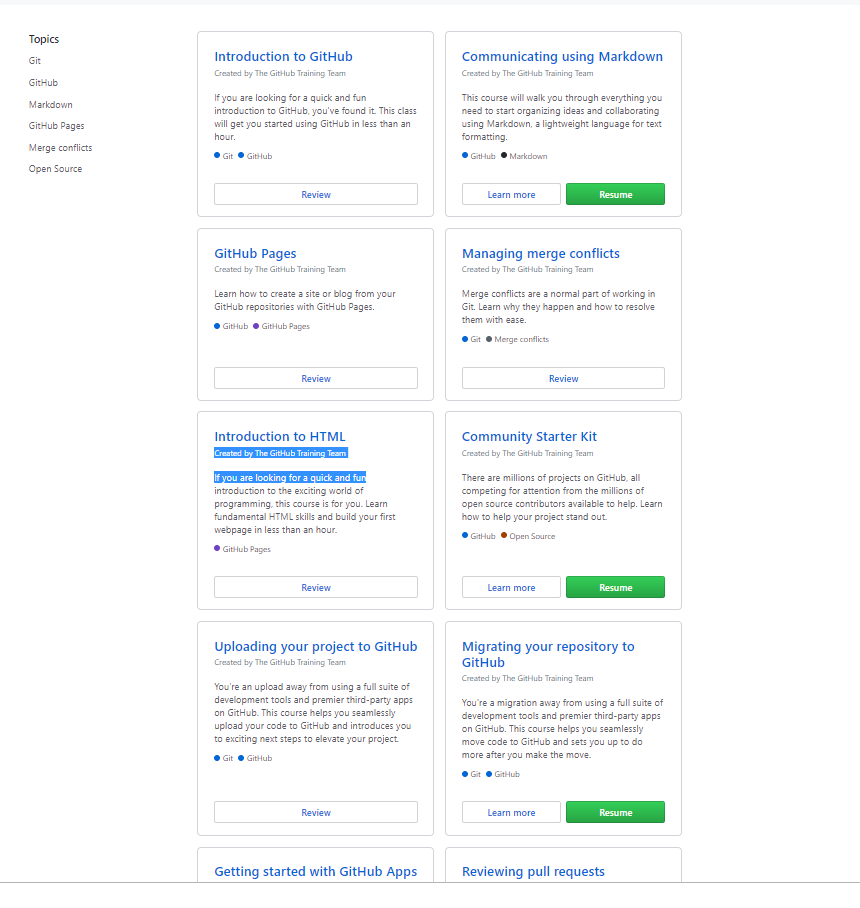 Topics
Git
GitHub
Markdown
GitHub Pages
Merge conflicts
Open Source
Introduction to GitHub
Created by The GitHub Training Team
If you are looking for a quick and fun
introduction to GitHub, you've found it. This class
will get you started using GitHub in less than an
hour.
Git GitHub
Review
Communicating using Markdown
Created by The GitHub Training Team
This course will walk you through everything you
need to start organizing ideas and collaborating
using Markdown, a lightweight language for text
formatting.
GitHub Markdown
Learn more Resume
GitHub Pages
Created by The GitHub Training Team
Learn how to create a site or blog from your
GitHub repositories with GitHub Pages.
GitHub GitHub Pages
Review
Managing merge conflicts
Created by The GitHub Training Team
Merge conflicts are a normal part of working in
Git. Learn why they happen and how to resolve
them with ease.
Git Merge conflicts
Review
Introduction to HTML
Created by The GitHub Training Team
If you are looking for a quick and fun
introduction to the exciting world of
programming, this course is for you. Learn
fundamental HTML skills and build your first
webpage in less than an hour.
GitHub Pages
Review
Community Starter Kit
Created by The GitHub Training Team
There are millions of projects on GitHub, all
competing for attention from the millions of
open source contributors available to help. Learn
how to help your project stand out.
GitHub Open Source
Learn more Resume
Uploading your project to GitHub
Created by The GitHub Training Team
You're an upload away from using a full suite of
development tools and premier third-party apps
on GitHub. This course helps you seamlessly
upload your code to GitHub and introduces you
to exciting next steps to elevate your project.
Git GitHub
Review
Migrating your repository to
GitHub
Created by The GitHub Training Team
You're a migration away from using a full suite of
development tools and premier third-party apps
on GitHub. This course helps you seamlessly
move code to GitHub and sets you up to do
more after you make the move.
Git GitHub
Learn more Resume
Getting started with GitHub Apps
Reviewing pull requests